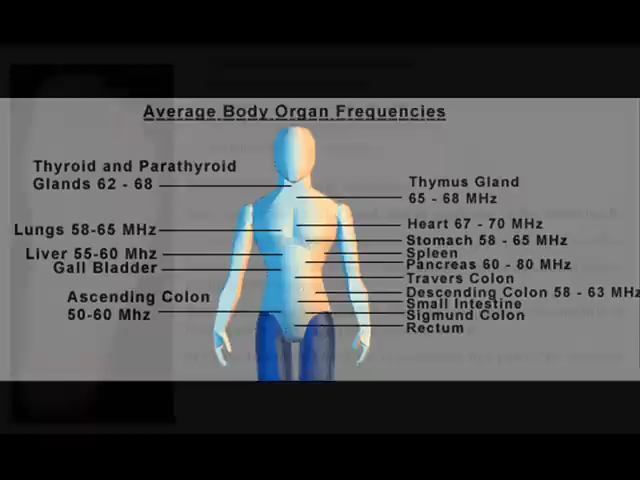 Average Body Organ Frequencies
Thyroid and Parathyroid
Glands 62 - 68
Lungs 58-65 MHz
Liver 55-60 Mhz
Gall Bladder
Ascending Colon
50-60 Mhz
Thymus Gland
65 - 68 MHz
Heart 67 - 70 MHz
Stomach 58 - 65 MHz
Spleen
Pancreas 60 - 80 MHz
Travers Colon
Descending Colon 58 - 63 MHz
Small Intestine
Sigmund Colon
Rectum